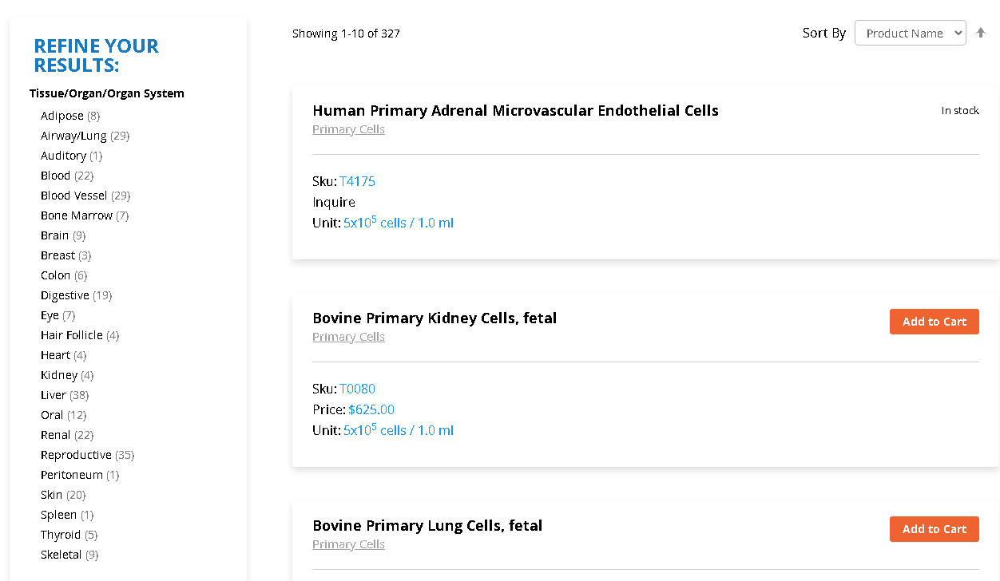 REFINE YOUR
RESULTS:
Tissue/Organ/Organ System
Adipose (8)
Airway/Lung (29)
Auditory (1)
Blood (22)
Blood Vessel (29)
Bone Marrow (7)
Brain (9)
Breast (3)
Colon (6)
Digestive (19)
Eye (7)
Hair Follicle (4)
Heart (4)
Kidney (4)
Liver (38)
Oral (12)
Renal (22)
Reproductive (35)
Peritoneum (1)
Skin (20)
Spleen (1)
Thyroid (5)
Skeletal (9)
Showing 1-10 of 327
Sort By Product Name
Human Primary Adrenal Microvascular Endothelial Cells
In stock
Primary Cells
Sku: T4175
Inquire
Unit: 5x10⁵ cells / 1.0 ml
Bovine Primary Kidney Cells, fetal
Add to Cart
Primary Cells
Sku: T0080
Price: $625.00
Unit: 5x10⁵ cells / 1.0 ml
Bovine Primary Lung Cells, fetal
Add to Cart
Primary Cells